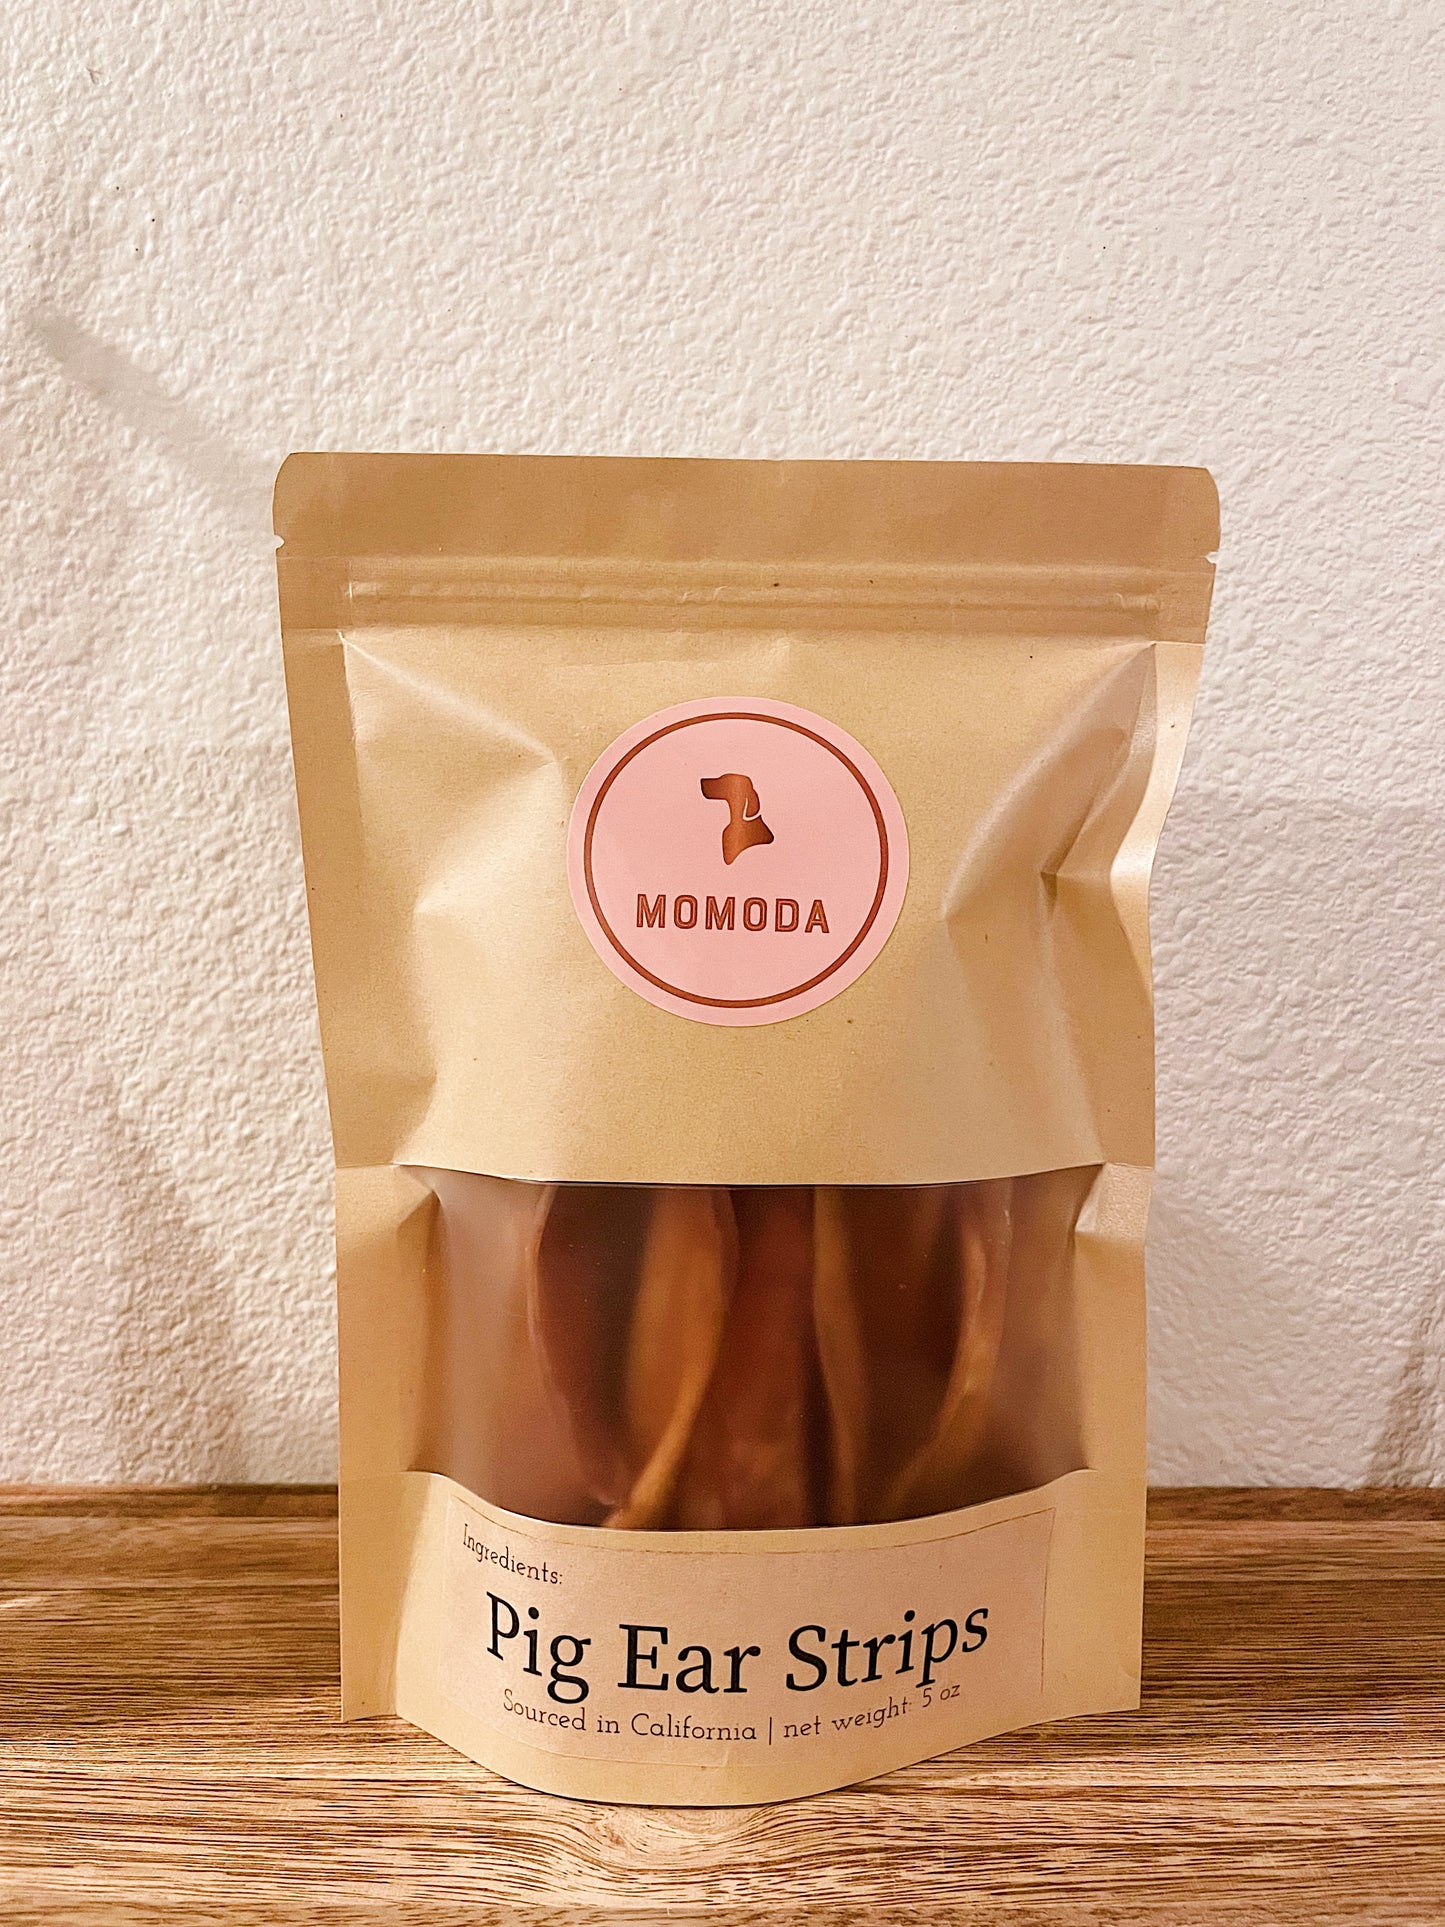 MOMODA
Ingredients:
Pig Ear Strips
Sourced in California | net weight: 5 oz